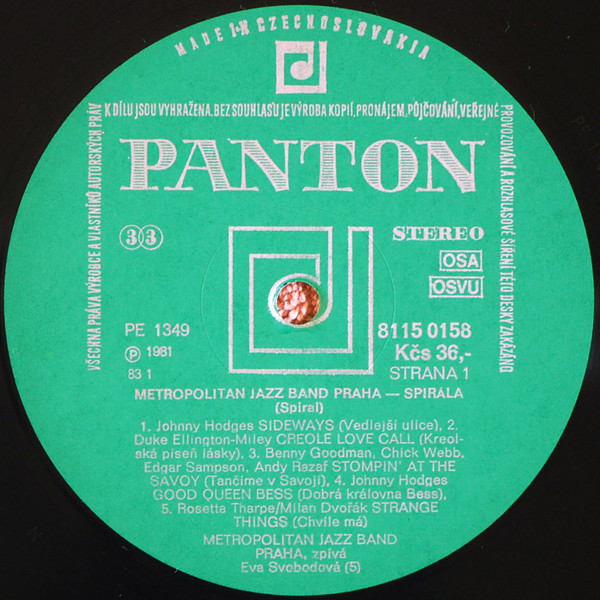 MADE IN CZECHOSLOVAKIA
VŠECHNA PRÁVA VÝROBCE A VLASTNÍKŮ AUTORSKÝCH PRÁV
K DÍLU JSOU VYHRAŽENA. BEZ SOUHLASU JE VÝROBA KOPIÍ, PRONÁJEM, PŮJČOVÁNÍ, VEŘEJNÉ
PROVOZOVÁNÍ A ROZHLASOVÉ ŠÍŘENÍ TÉTO DESKY ZAKÁZÁNO
PANTON
33
STEREO
OSA
OSVU
PE 1349
8115 0158
Ⓟ 1981
Kčs 36,-
83 1
STRANA 1
METROPOLITAN JAZZ BAND PRAHA — SPIRÁLA
(Spiral)
1. Johnny Hodges SIDEWAYS (Vedlejší ulice), 2.
Duke Ellington-Miley CREOLE LOVE CALL (Kreol-
ská píseň lásky), 3. Benny Goodman, Chick Webb.
Edgar Sampson, Andy Razaf STOMPIN' AT THE
SAVOY (Tančíme v Savoji), 4. Johnny Hodges
GOOD QUEEN BESS (Dobrá královna Bess),
5. Rosetta Tharpe/Milan Dvořák STRANGE
THINGS (Chvíle má)
METROPOLITAN JAZZ BAND
PRAHA, zpívá
Eva Svobodová (5)